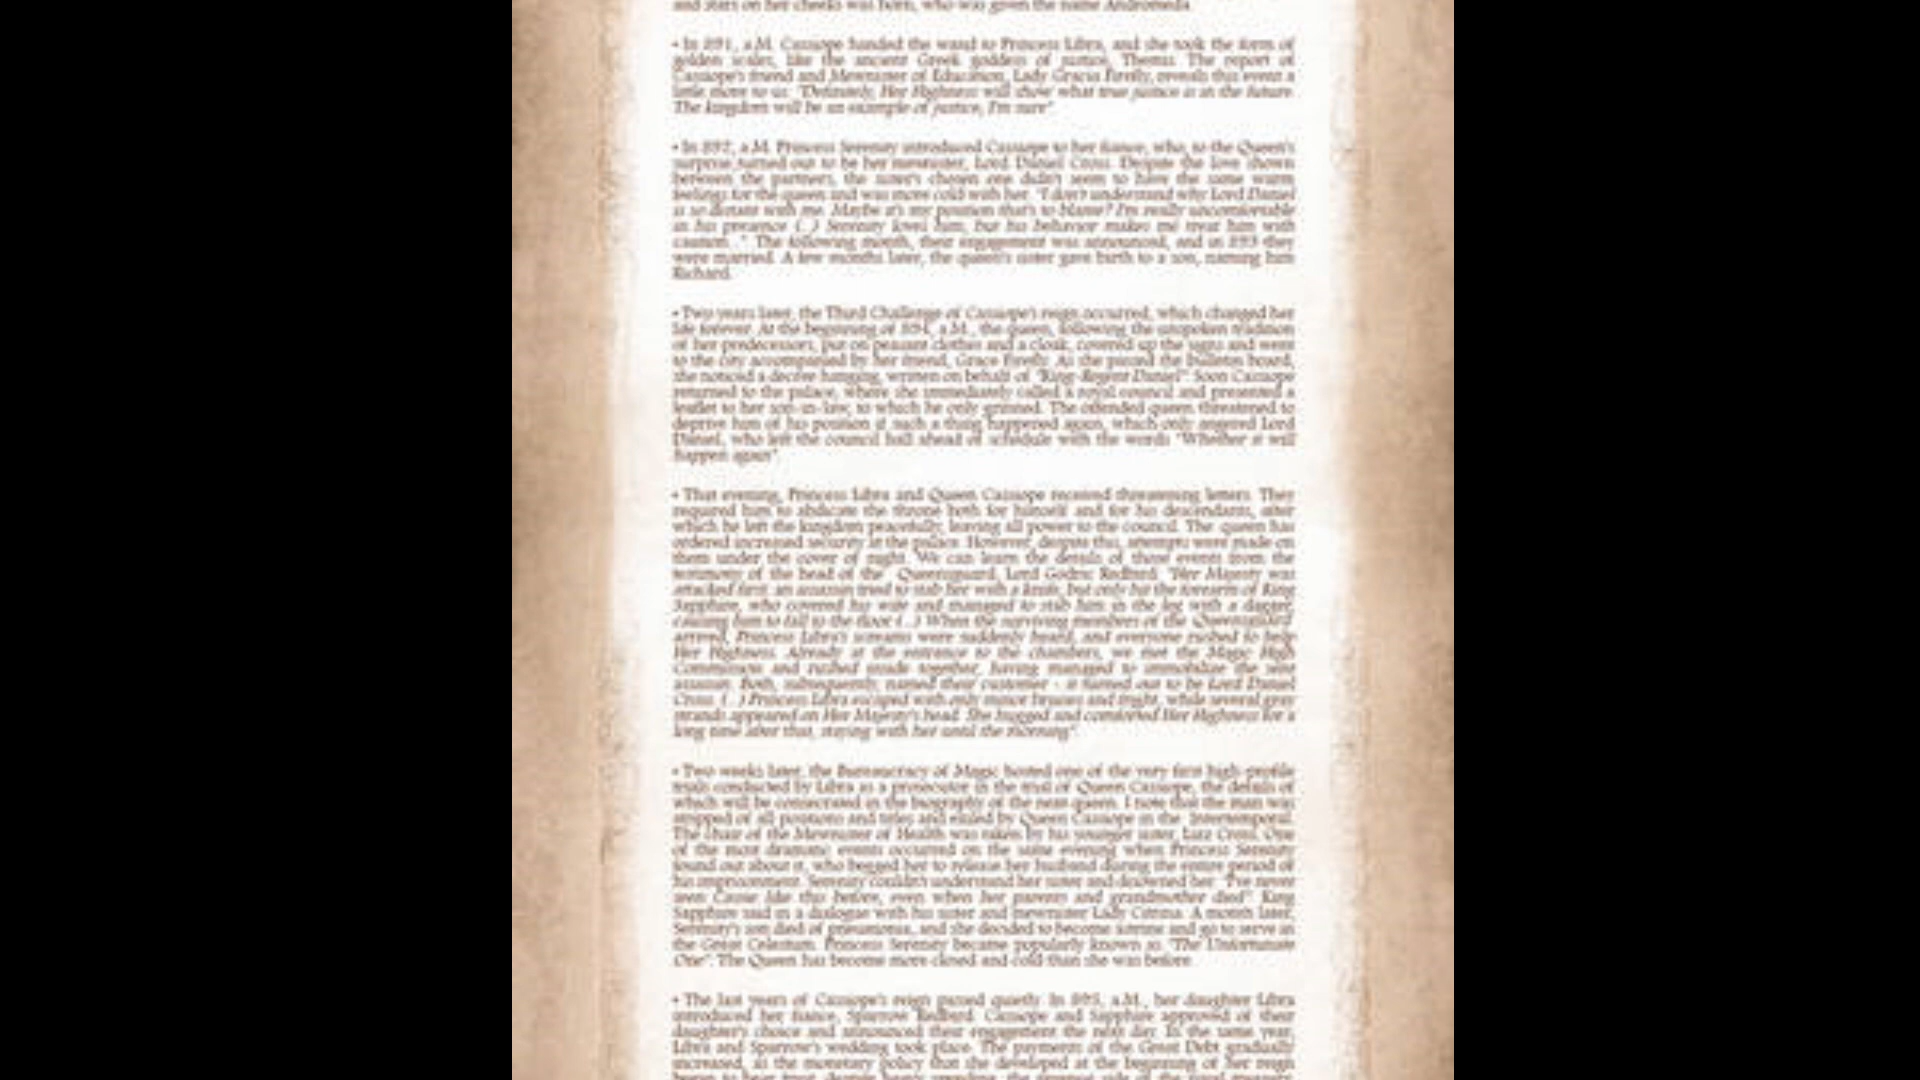 and stars on her cheeks was born, who was given the name Andromeda.
• In 891, a.M. Cassiope handed the wand to Princess Libra, and she took the form of
golden scales, like the ancient Greek goddess of justice, Themis. The report of
Cassiope's friend and Mewnister of Education, Lady Gracia Firefly, reveals this event a
little more to us: "Definitely, Her Highness will show what true justice is in the future.
The kingdom will be an example of justice, I'm sure".
• In 892, a.M. Princess Serenity introduced Cassiope to her fiance, who, to the Queen's
surprise, turned out to be her mewnister, Lord Daniel Cross. Despite the love shown
between the partners, the sister's chosen one didn't seem to have the same warm
feelings for the queen and was more cold with her. "I don't understand why Lord Daniel
is so distant with me. Maybe it's my position that's to blame? I'm really uncomfortable
in his presence (...) Serenity loves him, but his behavior makes me treat him with
caution...". The following month, their engagement was announced, and in 893 they
were married. A few months later, the queen's sister gave birth to a son, naming him
Richard.
• Two years later, the Third Challenge of Cassiope's reign occurred, which changed her
life forever. At the beginning of 894, a.M., the queen, following the unspoken tradition
of her predecessors, put on peasant clothes and a cloak, covered up the signs and went
to the city accompanied by her friend, Grace Firefly. As she passed the bulletin board,
she noticed a decree hanging, written on behalf of "King-Regent Daniel". Soon Cassiope
returned to the palace, where she immediately called a royal council and presented a
leaflet to her son-in-law, to which he only grinned. The offended queen threatened to
deprive him of his position if such a thing happened again, which only angered Lord
Daniel, who left the council hall ahead of schedule with the words "Whether it will
happen again".
• That evening, Princess Libra and Queen Cassiope received threatening letters. They
required him to abdicate the throne both for himself and for his descendants, after
which he left the kingdom peacefully, leaving all power to the council. The queen has
ordered increased security at the palace. However, despite this, attempts were made on
them under the cover of night. We can learn the details of those events from the
testimony of the head of the Queensguard, Lord Godric Redbird. "Her Majesty was
attacked first: an assassin tried to stab her with a knife, but only hit the forearm of King
Sapphire, who covered his wife and managed to stab him in the leg with a dagger,
causing him to fall to the floor (...) When the surviving members of the Queensguard
arrived, Princess Libra's screams were suddenly heard, and everyone rushed to help
Her Highness. Already at the entrance to the chambers, we met the Magic High
Commission and rushed inside together, having managed to immobilize the
assassin. Both, subsequently, named their customer - it turned out to be Lord Daniel
Cross. (...) Princess Libra escaped with only minor bruises and fright, while several gray
strands appeared on Her Majesty's head. She hugged and comforted Her Highness for a
long time after that, staying with her until the morning".
• Two weeks later, the Bureaucracy of Magic hosted one of the very first high-profile
trials conducted by Libra as a prosecutor in the trial of Queen Cassiope, the details of
which will be consecrated in the biography of the next queen. I note that the man was
stripped of all positions and titles and exiled by Queen Cassiope in the Intertemporal.
The chair of the Mewnister of Health was taken by his younger sister, Cross. One
of the most dramatic events occurred on the same evening when Princess Serenity
found out about it, who begged her to release her husband during the entire period of
his imprisonment. Serenity couldn't understand her sister and disowned her. "I've never
seen Cassie like this before, even when her parents and grandmother died". King
Sapphire said in a dialogue with his sister and mewnister Lady. A month later,
Serenity's son died of pneumonia, and she decided to become and go to serve in
the Great Celestium. Princess Serenity became popularly known as "The Unfortunate
One". The Queen has become more closed and cold than she was before.
• The last years of Cassiope's reign passed quietly. In 895, a.M., her daughter Libra
introduced her fiance, Sparrow Redbird. Cassiope and Sapphire approved of their
daughter's choice and announced their engagement the next day. In the same year,
Libra and Sparrow's wedding took place. The payments of the Great Debt gradually
increased, as the monetary policy that she developed at the beginning of her reign
began to bear fruit, despite heavy spending, the